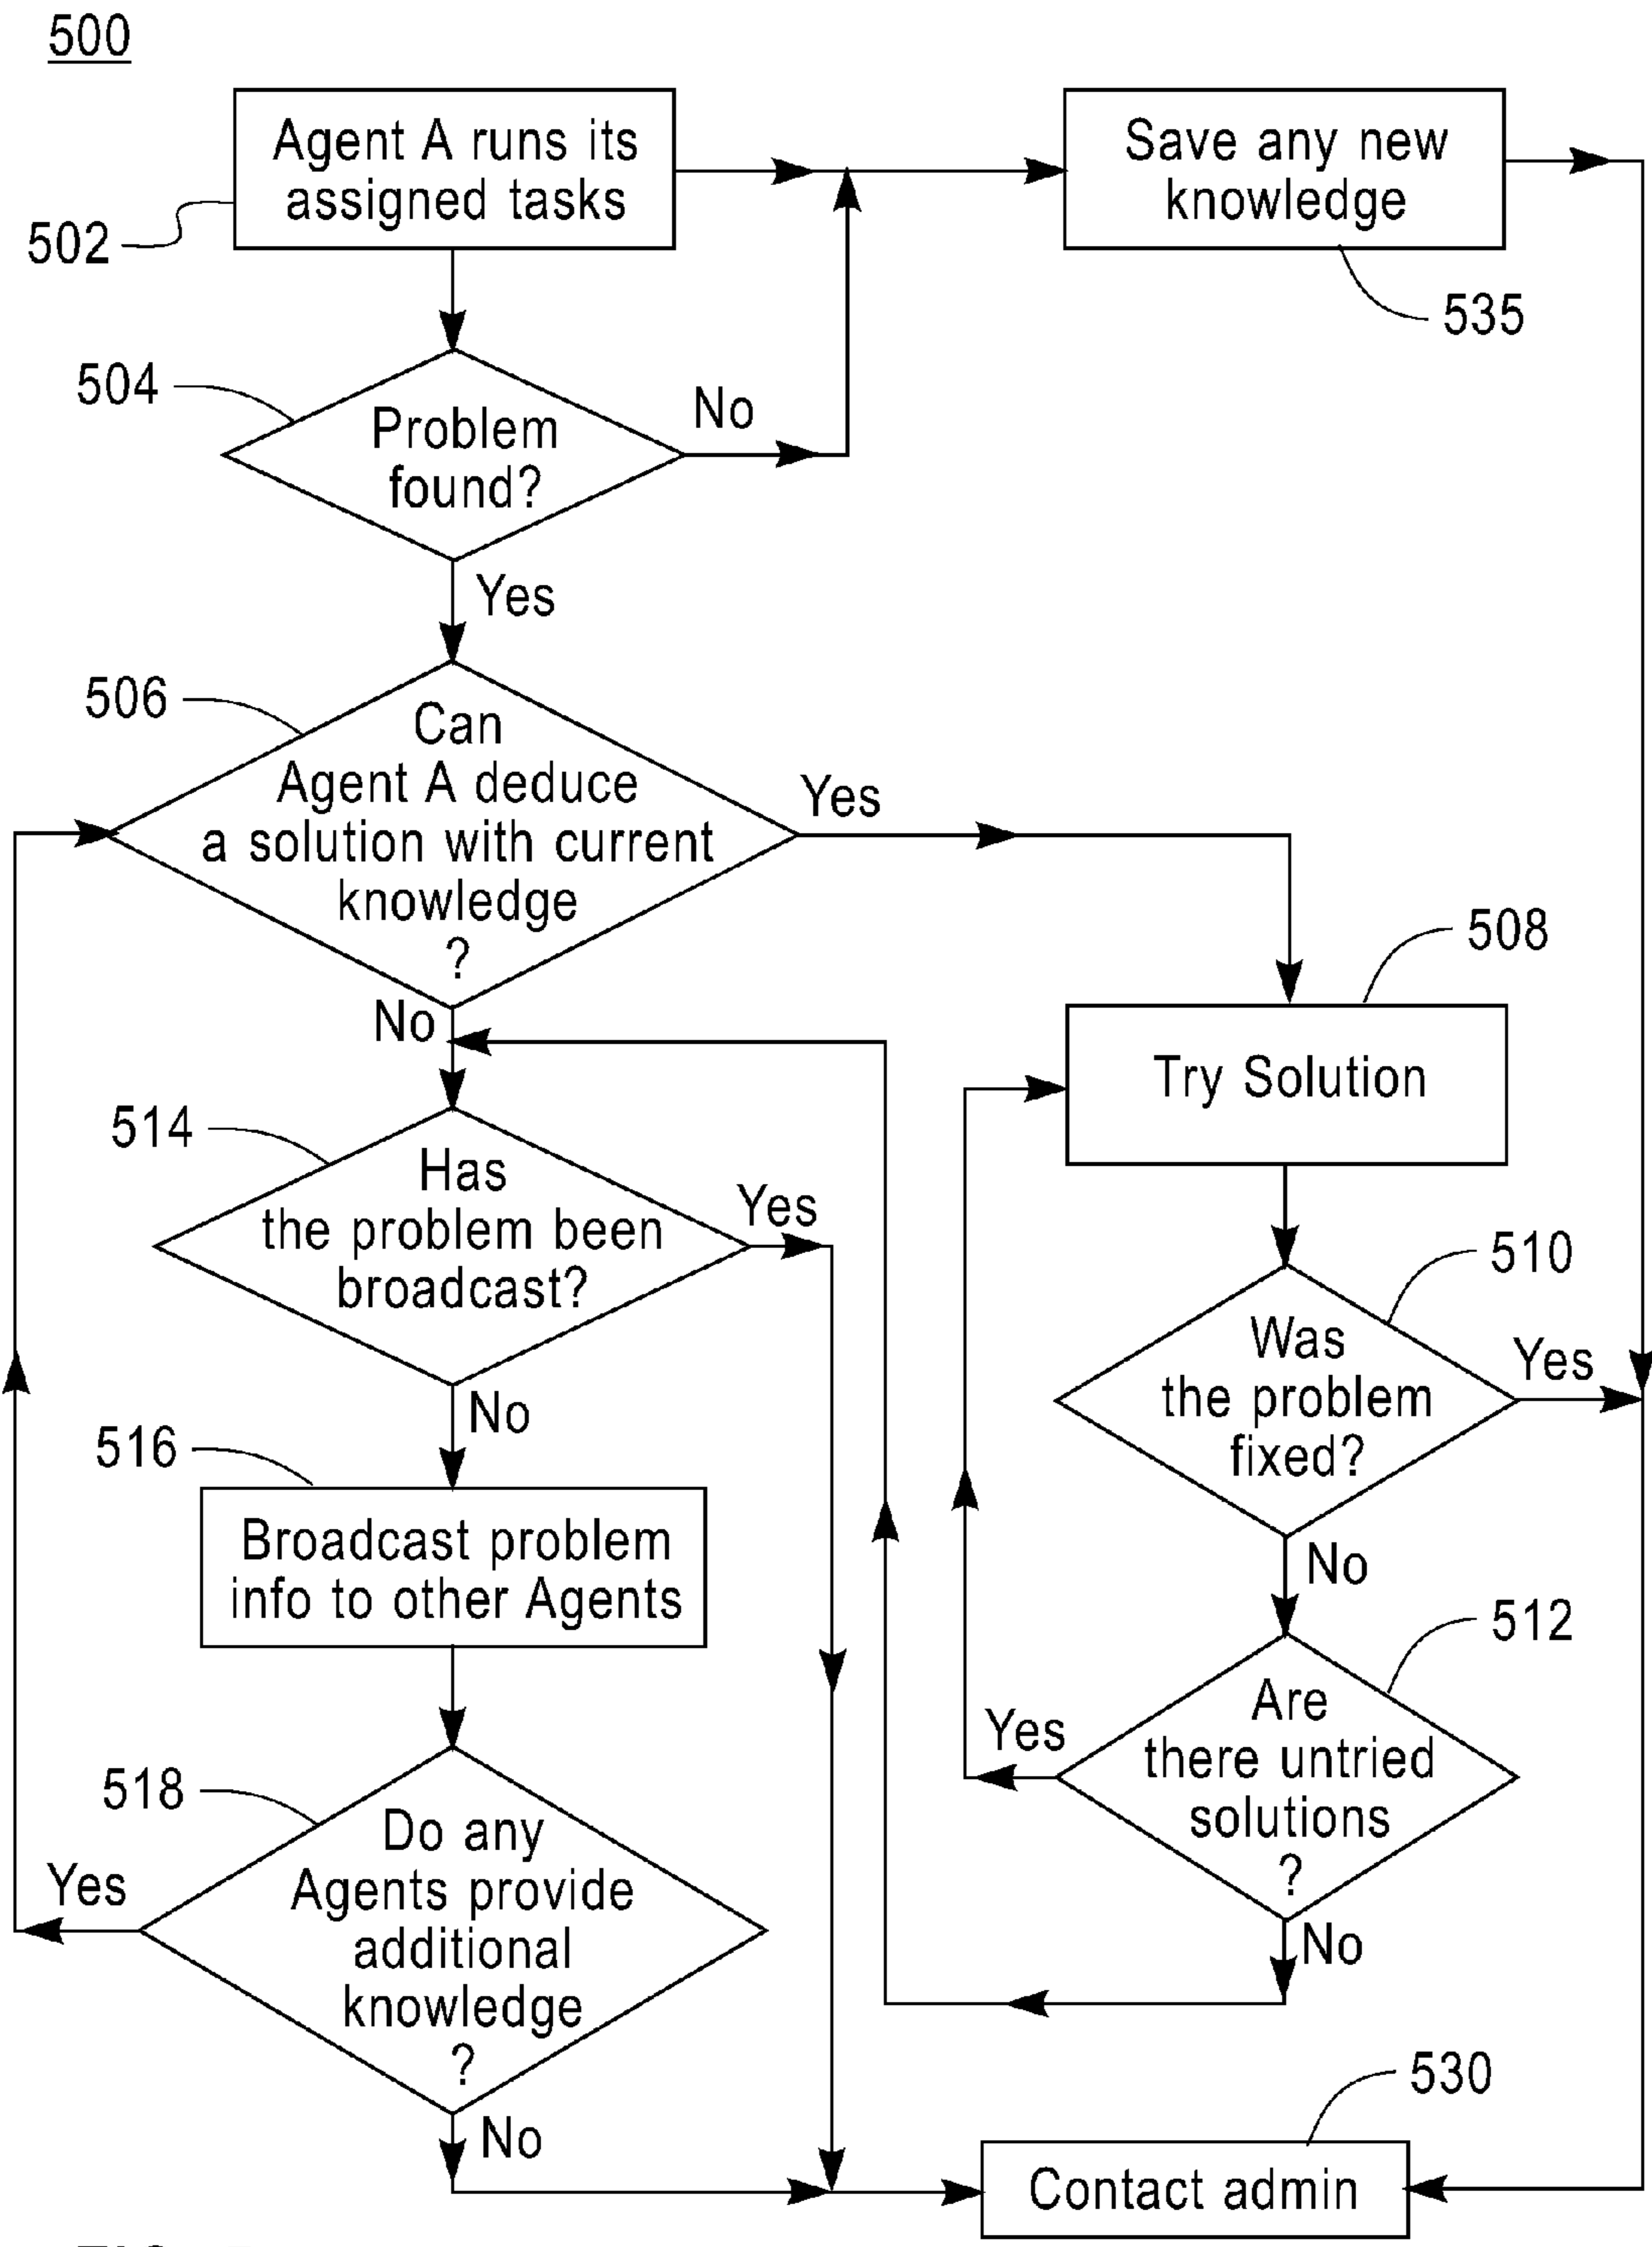 500
Agent A runs its
assigned tasks
502
Save any new
knowledge
535
504
Problem
found?
No
Yes
506
Can
Agent A deduce
a solution with current
knowledge
?
Yes
No
508
Try Solution
514
Has
the problem been
broadcast?
Yes
No
510
Was
the problem
fixed?
Yes
No
516
Broadcast problem
info to other Agents
512
Are
there untried
solutions
?
Yes
No
518
Do any
Agents provide
additional
knowledge
?
Yes
No
530
Contact admin